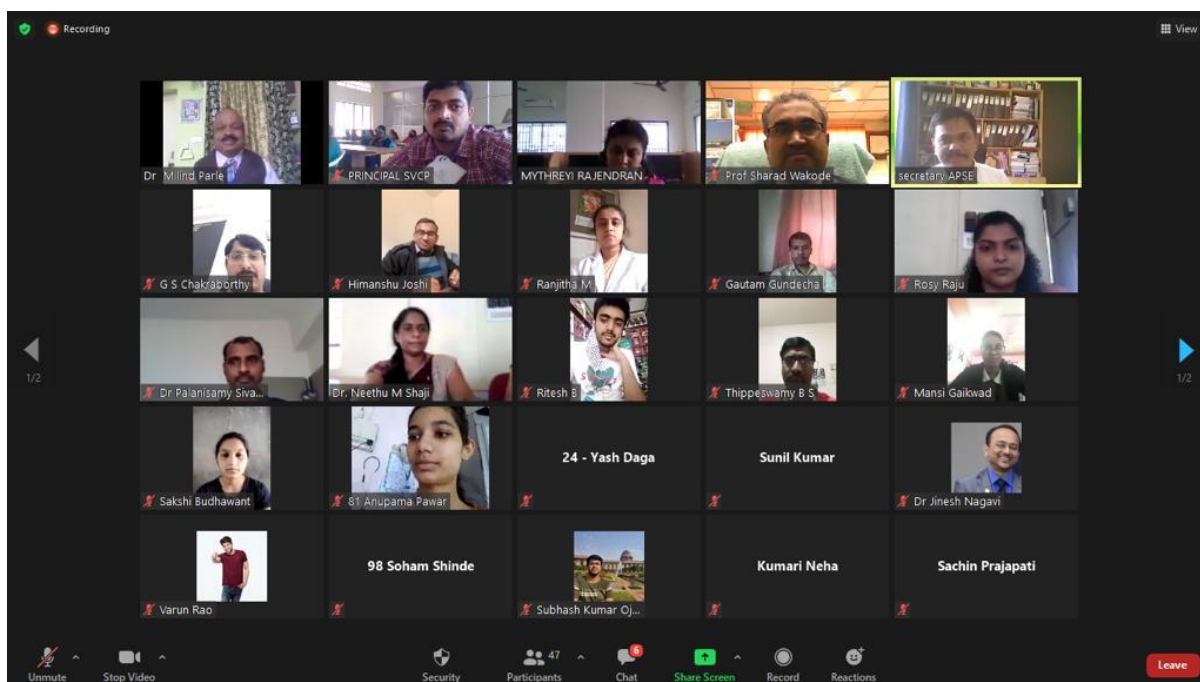 Recording
View
Dr Milind Parle
PRINCIPAL SVCP
MYTHREYI RAJENDRAN
Prof Sharad Wakode
secretary APSE
G S Chakraborthy
Himanshu Joshi
Ranjitha M
Gautam Gundecha
Rosy Raju
Dr Palanisamy Siva...
Dr. Neethu M Shaji
Ritesh B
Thippeswamy B S
Mansi Gaikwad
Sakshi Budhawant
81 Anupama Pawar
24 - Yash Daga
Sunil Kumar
Dr Jinesh Nagavi
Varun Rao
98 Soham Shinde
Subhash Kumar Oj...
Kumari Neha
Sachin Prajapati
1/2
1/2
Unmute
Stop Video
Security
47
Participants
6
Chat
Share Screen
Record
Reactions
Leave